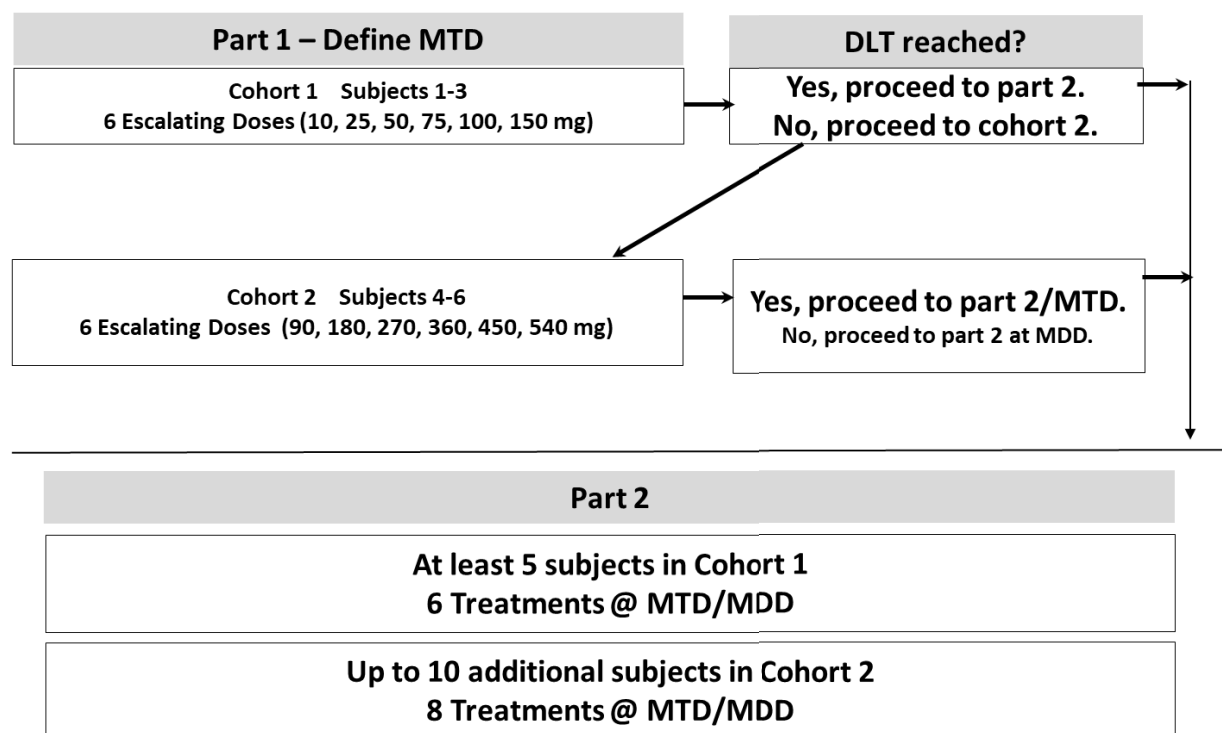 Part 1 – Define MTD
DLT reached?
Cohort 1 Subjects 1-3
6 Escalating Doses (10, 25, 50, 75, 100, 150 mg)
Yes, proceed to part 2.
No, proceed to cohort 2.
Cohort 2 Subjects 4-6
6 Escalating Doses (90, 180, 270, 360, 450, 540 mg)
Yes, proceed to part 2/MTD.
No, proceed to part 2 at MDD.
Part 2
At least 5 subjects in Cohort 1
6 Treatments @ MTD/MDD
Up to 10 additional subjects in Cohort 2
8 Treatments @ MTD/MDD